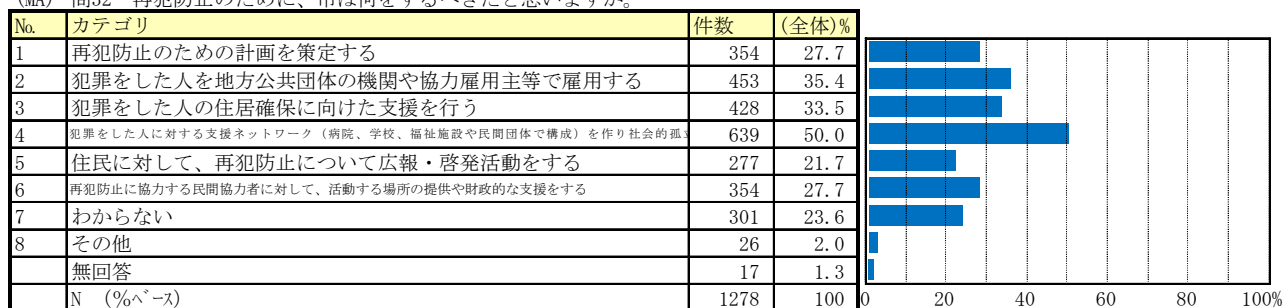 (MA) 問32 再犯防止のために、市は何をするべきだと思いますか。
No. カテゴリ 件数 (全体)%
1 再犯防止のための計画を策定する 354 27.7
2 犯罪をした人を地方公共団体の機関や協力雇用主等で雇用する 453 35.4
3 犯罪をした人の住居確保に向けた支援を行う 428 33.5
4 犯罪をした人に対する支援ネットワーク（病院、学校、福祉施設や民間団体で構成）を作り社会的孤 639 50.0
5 住民に対して、再犯防止について広報・啓発活動をする 277 21.7
6 再犯防止に協力する民間協力者に対して、活動する場所の提供や財政的な支援をする 354 27.7
7 わからない 301 23.6
8 その他 26 2.0
無回答 17 1.3
N (%ﾍﾞｰｽ) 1278 100
0 20 40 60 80 100%